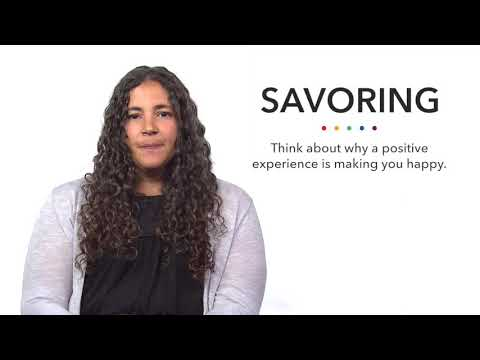 SAVORING
Think about why a positive
experience is making you happy.